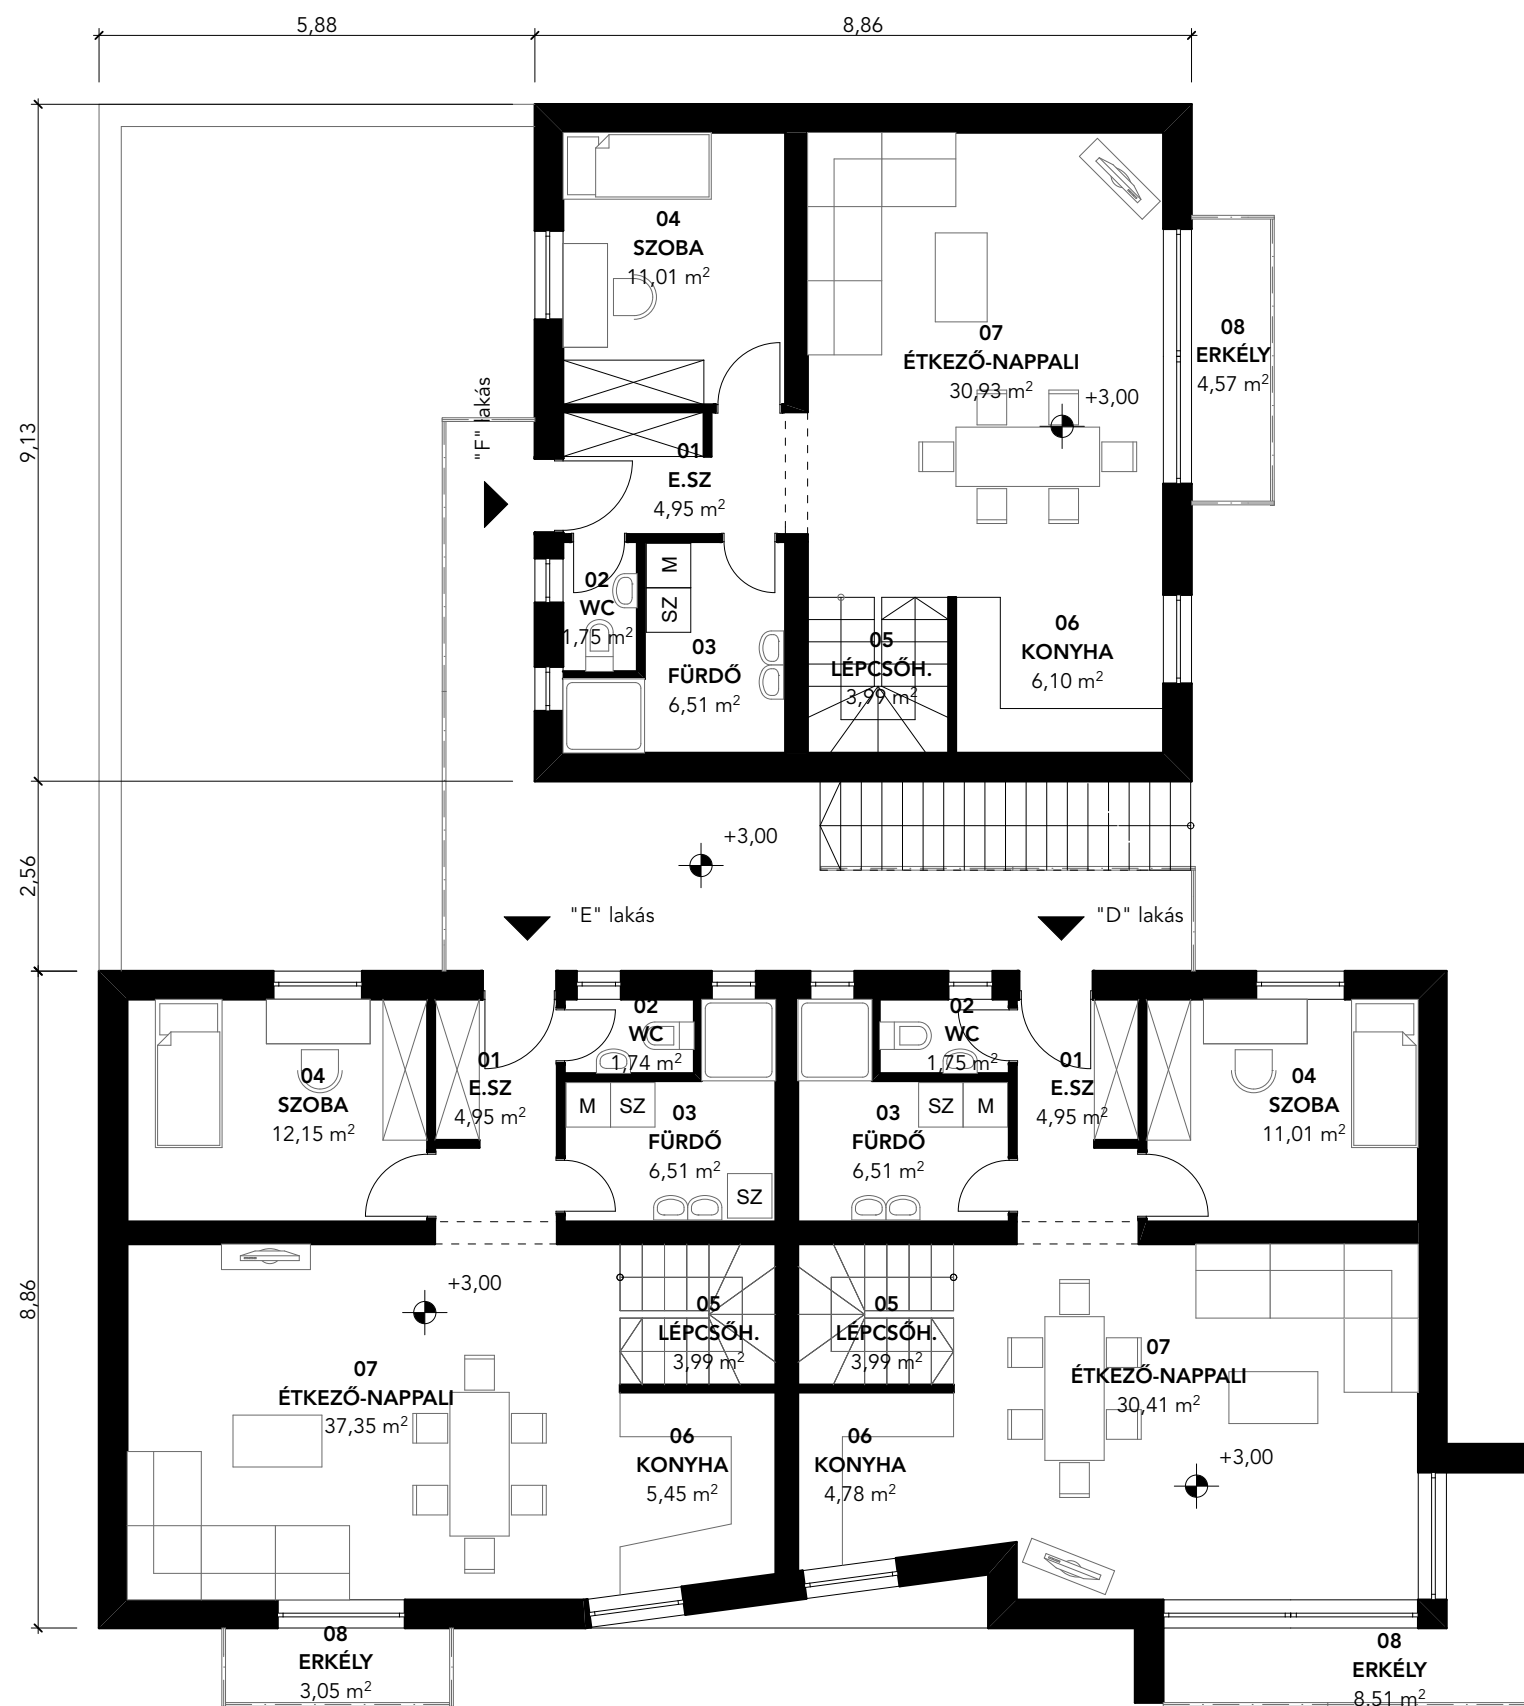 5,88
8,86
9,13
2,56
8,86
04
SZOBA
11,01 m²
07
ÉTKEZŐ-NAPPALI
30,93 m²
+3,00
08
ERKÉLY
4,57 m²
"F" lakás
01
E.SZ
4,95 m²
02
WC
1,75 m²
M
SZ
03
FÜRDŐ
6,51 m²
05
LÉPCSŐH.
3,99 m²
06
KONYHA
6,10 m²
+3,00
"E" lakás
"D" lakás
04
SZOBA
12,15 m²
01
E.SZ
4,95 m²
02
WC
1,74 m²
M
SZ
03
FÜRDŐ
6,51 m²
SZ
02
WC
1,75 m²
03
FÜRDŐ
6,51 m²
SZ
M
01
E.SZ
4,95 m²
04
SZOBA
11,01 m²
+3,00
05
LÉPCSŐH.
3,99 m²
07
ÉTKEZŐ-NAPPALI
37,35 m²
06
KONYHA
5,45 m²
08
ERKÉLY
3,05 m²
05
LÉPCSŐH.
3,99 m²
07
ÉTKEZŐ-NAPPALI
30,41 m²
06
KONYHA
4,78 m²
+3,00
08
ERKÉLY
8,51 m²